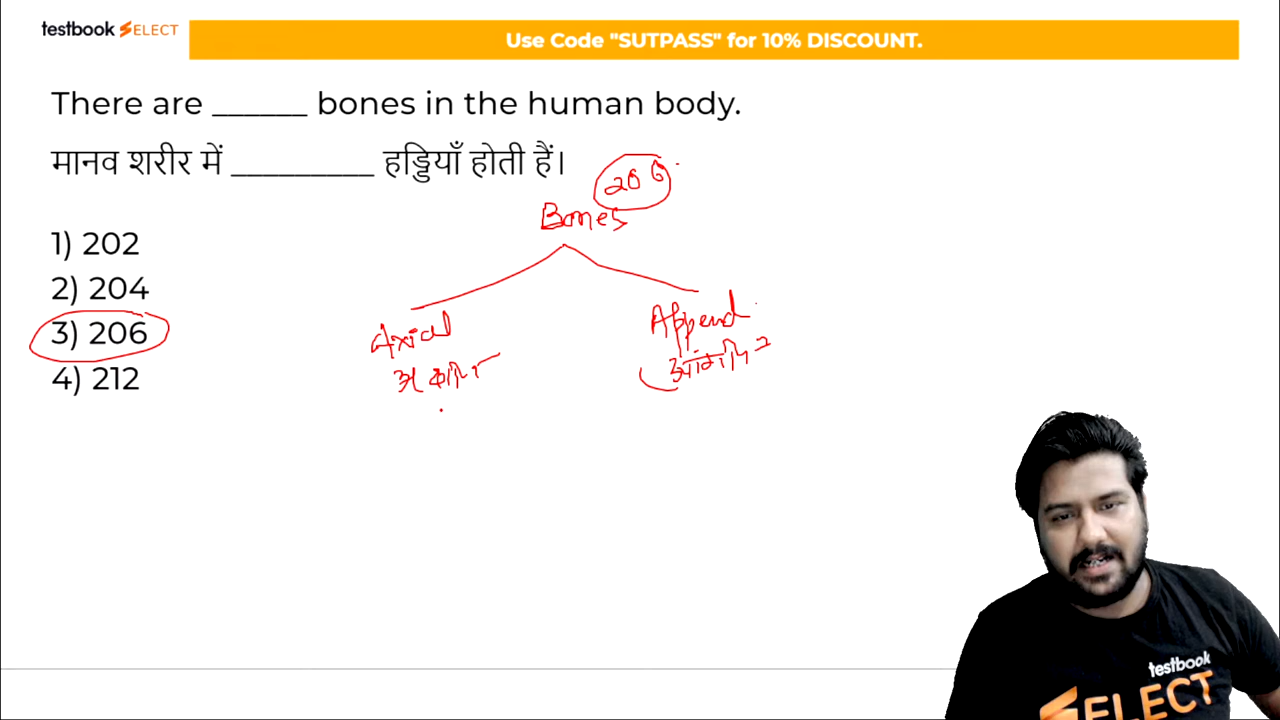 testbook SELECT
Use Code "SUTPASS" for 10% DISCOUNT.
There are ______ bones in the human body.
मानव शरीर में _________ हड्डियाँ होती हैं।
206
Bones
1) 202
2) 204
3) 206
4) 212
Axial
Append
testbook
SELECT